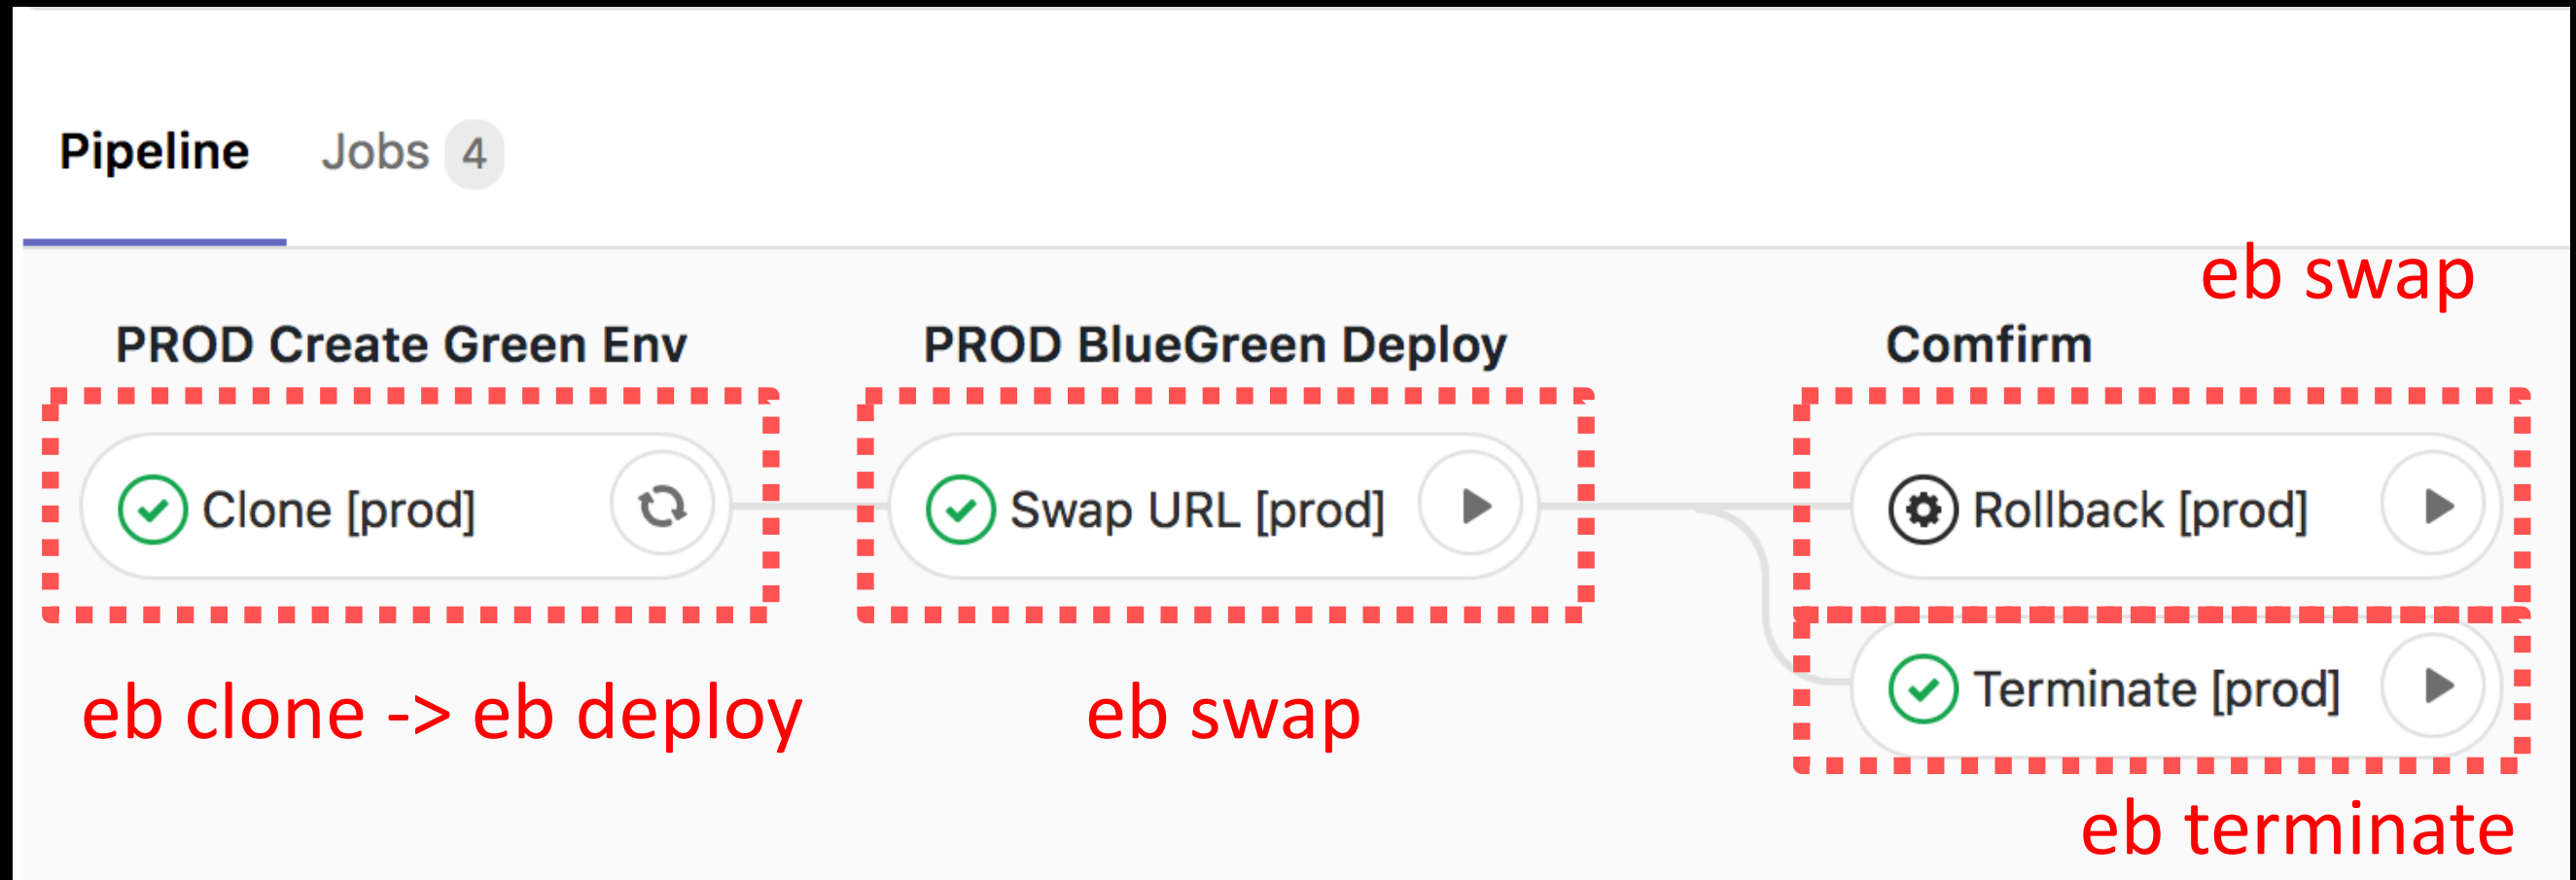 Pipeline Jobs 4
eb swap
PROD Create Green Env PROD BlueGreen Deploy Comfirm
Clone [prod] Swap URL [prod] Rollback [prod]
Terminate [prod]
eb clone -> eb deploy eb swap
eb terminate